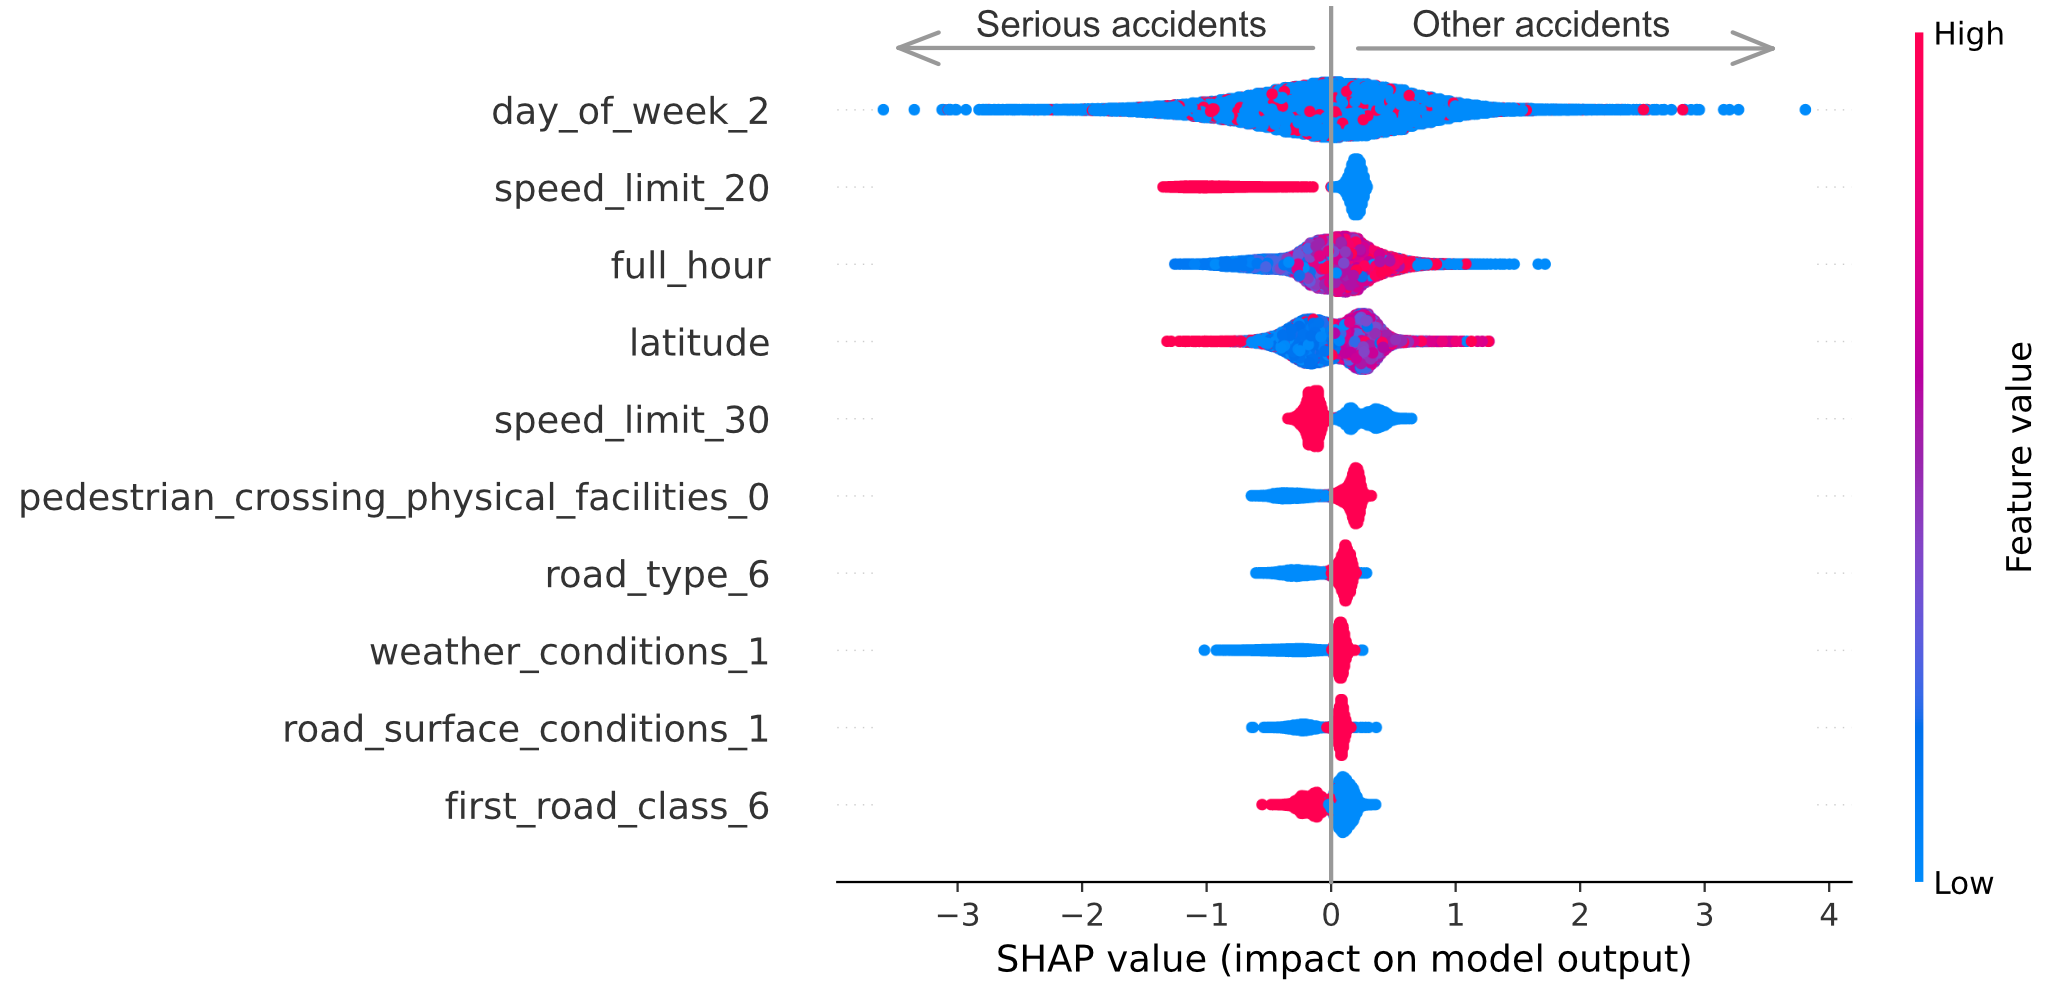 Serious accidents
Other accidents
High
day_of_week_2
speed_limit_20
full_hour
latitude
speed_limit_30
pedestrian_crossing_physical_facilities_0
road_type_6
weather_conditions_1
road_surface_conditions_1
first_road_class_6
Feature value
Low
−3 −2 −1 0 1 2 3 4
SHAP value (impact on model output)